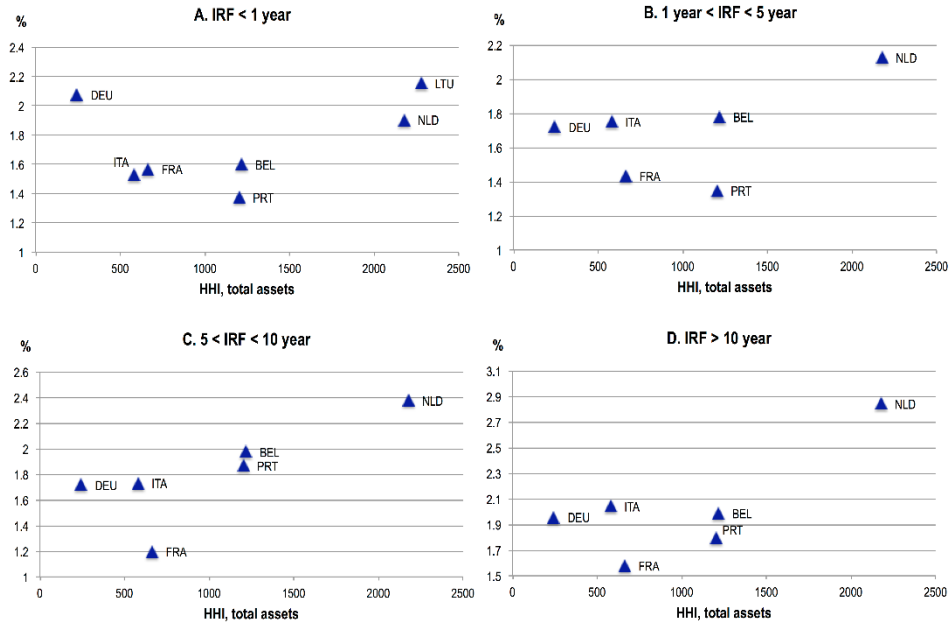 A. IRF < 1 year
%
2.4
2.2
2
1.8
1.6
1.4
1.2
1
DEU
LTU
NLD
ITA
FRA
BEL
PRT
0
500
1000
1500
2000
2500
HHI, total assets
B. 1 year < IRF < 5 year
%
2.2
2
1.8
1.6
1.4
1.2
1
NLD
DEU
ITA
BEL
FRA
PRT
0
500
1000
1500
2000
2500
HHI, total assets
C. 5 < IRF < 10 year
%
2.6
2.4
2.2
2
1.8
1.6
1.4
1.2
1
NLD
BEL
PRT
DEU
ITA
FRA
0
500
1000
1500
2000
2500
HHI, total assets
D. IRF > 10 year
%
3.1
2.9
2.7
2.5
2.3
2.1
1.9
1.7
1.5
NLD
ITA
DEU
BEL
PRT
FRA
0
500
1000
1500
2000
2500
HHI, total assets